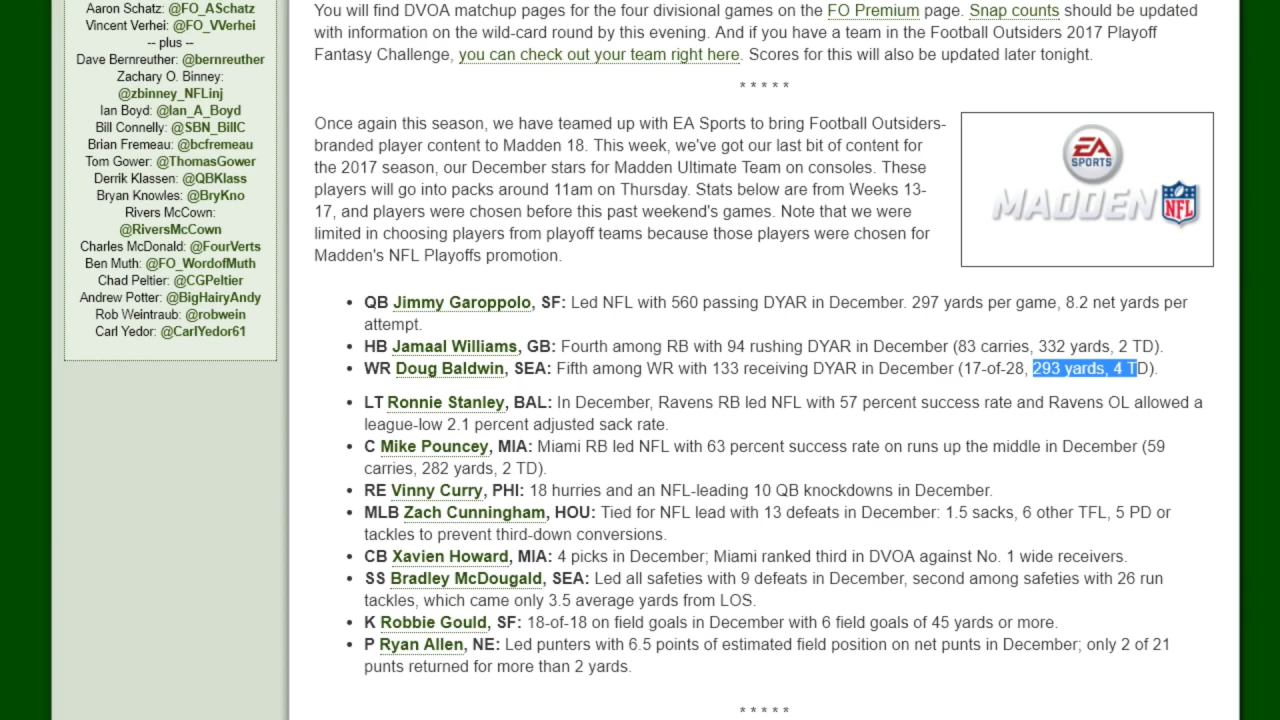 Aaron Schatz: @FO_ASchatz
Vincent Verhei: @FO_VVerhei
-- plus --
Dave Bernreuther: @bernreuther
Zachary O. Binney:
@zbinney_NFLinj
Ian Boyd: @Ian_A_Boyd
Bill Connelly: @SBN_BillC
Brian Fremeau: @bcfremeau
Tom Gower: @ThomasGower
Derrik Klassen: @QBKlass
Bryan Knowles: @BryKno
Rivers McCown:
@RiversMcCown
Charles McDonald: @FourVerts
Ben Muth: @FO_WordofMuth
Chad Peltier: @CGPeltier
Andrew Potter: @BigHairyAndy
Rob Weintraub: @robwein
Carl Yedor: @CarlYedor61
You will find DVOA matchup pages for the four divisional games on the FO Premium page. Snap counts should be updated
with information on the wild-card round by this evening. And if you have a team in the Football Outsiders 2017 Playoff
Fantasy Challenge, you can check out your team right here. Scores for this will also be updated later tonight.
* * * * *
Once again this season, we have teamed up with EA Sports to bring Football Outsiders-
branded player content to Madden 18. This week, we've got our last bit of content for
the 2017 season, our December stars for Madden Ultimate Team on consoles. These
players will go into packs around 11am on Thursday. Stats below are from Weeks 13-
17, and players were chosen before this past weekend's games. Note that we were
limited in choosing players from playoff teams because those players were chosen for
Madden's NFL Playoffs promotion.
EA
SPORTS
MADDEN NFL
• QB Jimmy Garoppolo, SF: Led NFL with 560 passing DYAR in December. 297 yards per game, 8.2 net yards per
attempt.
• HB Jamaal Williams, GB: Fourth among RB with 94 rushing DYAR in December (83 carries, 332 yards, 2 TD).
• WR Doug Baldwin, SEA: Fifth among WR with 133 receiving DYAR in December (17-of-28, 293 yards, 4 TD).
• LT Ronnie Stanley, BAL: In December, Ravens RB led NFL with 57 percent success rate and Ravens OL allowed a
league-low 2.1 percent adjusted sack rate.
• C Mike Pouncey, MIA: Miami RB led NFL with 63 percent success rate on runs up the middle in December (59
carries, 282 yards, 2 TD).
• RE Vinny Curry, PHI: 18 hurries and an NFL-leading 10 QB knockdowns in December.
• MLB Zach Cunningham, HOU: Tied for NFL lead with 13 defeats in December: 1.5 sacks, 6 other TFL, 5 PD or
tackles to prevent third-down conversions.
• CB Xavien Howard, MIA: 4 picks in December; Miami ranked third in DVOA against No. 1 wide receivers.
• SS Bradley McDougald, SEA: Led all safeties with 9 defeats in December, second among safeties with 26 run
tackles, which came only 3.5 average yards from LOS.
• K Robbie Gould, SF: 18-of-18 on field goals in December with 6 field goals of 45 yards or more.
• P Ryan Allen, NE: Led punters with 6.5 points of estimated field position on net punts in December; only 2 of 21
punts returned for more than 2 yards.
* * * * *